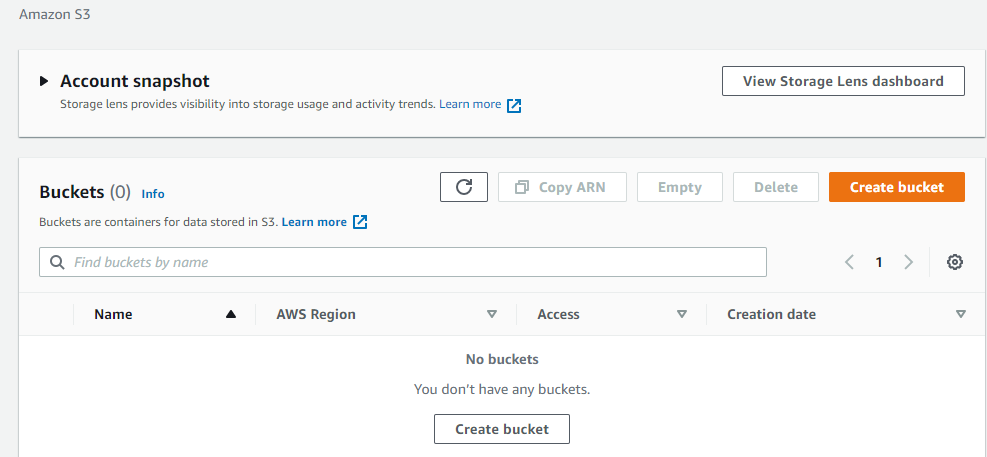 Amazon S3
Account snapshot
View Storage Lens dashboard
Storage lens provides visibility into storage usage and activity trends. Learn more
Buckets (0) Info
Copy ARN
Empty
Delete
Create bucket
Buckets are containers for data stored in S3. Learn more
Find buckets by name
1
Name AWS Region Access Creation date
No buckets
You don't have any buckets.
Create bucket